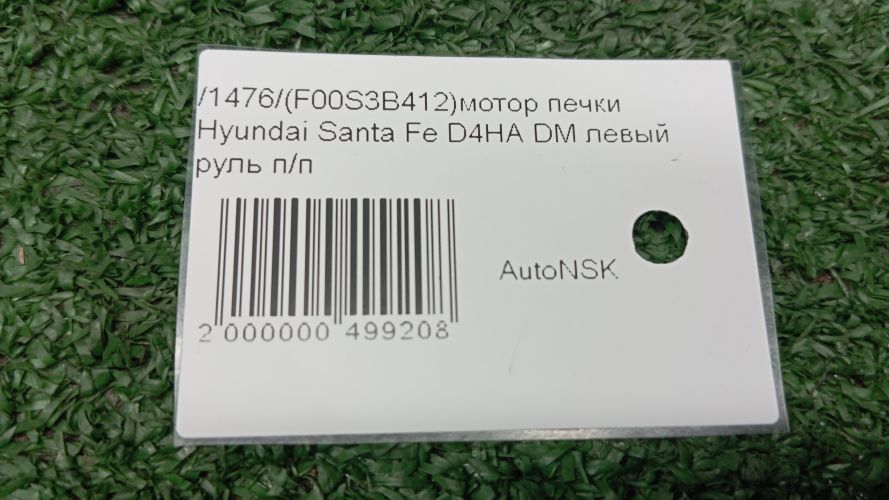 /1476/(F00S3B412)мотор печки
Hyundai Santa Fe D4HA DM левый
руль п/п
AutoNSK
2 000000 499208